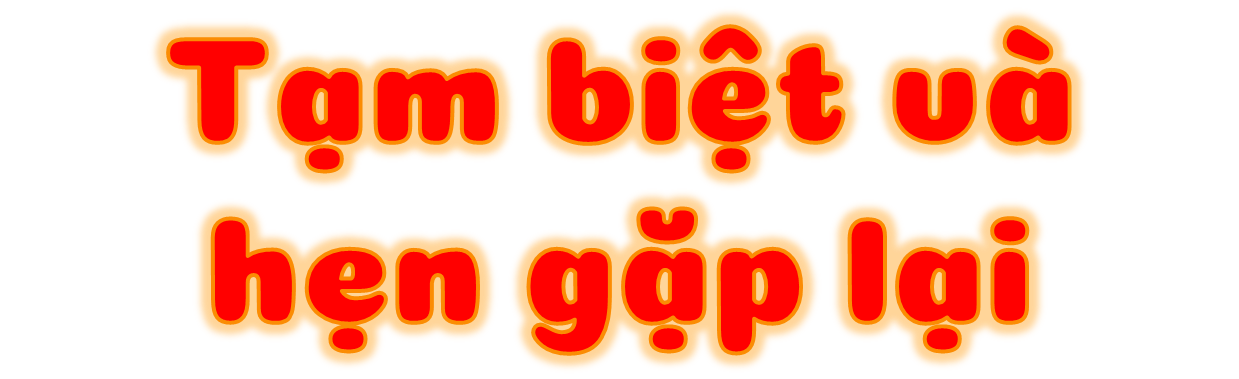 Tạm biệt và
hẹn gặp lại